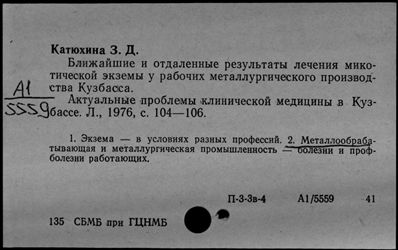 Катюхина З. Д.
Ближайшие и отдаленные результаты лечения мико-
тической экземы у рабочих металлургического производ-
ства Кузбасса.
А1
Актуальные проблемы клинической медицины в Куз-
5559
бассе. Л., 1976, с. 104—106.
1. Экзема — в условиях разных профессий. 2. Металлообраба-
тывающая и металлургическая промышленность — болезни и проф-
болезни работающих.
П-3-3в-4 А1/5559 41
135 СБМБ при ГЦНМБ